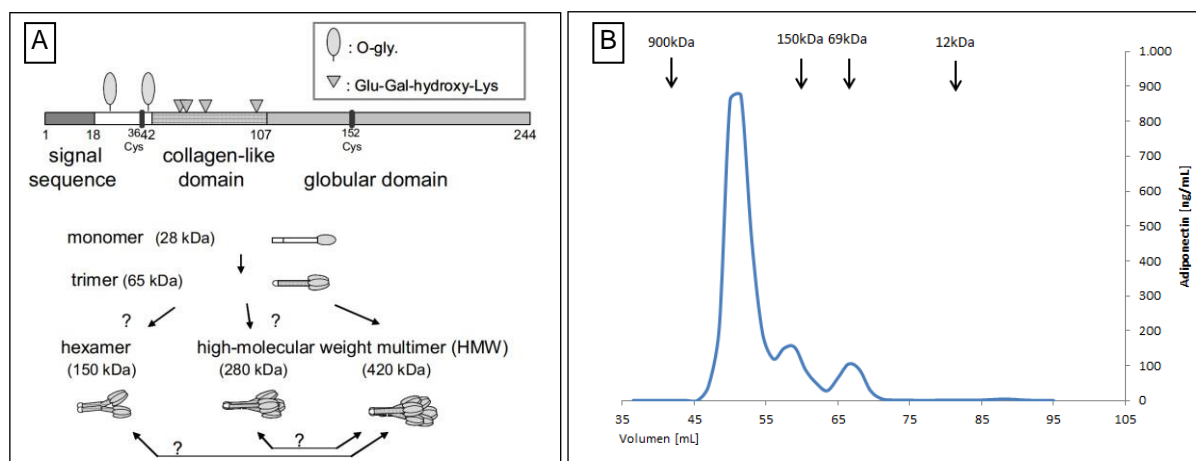 A
: O-gly.
: Glu-Gal-hydroxy-Lys
1 18 36 42 107 152 244
Cys Cys
signal sequence
collagen-like domain
globular domain
monomer (28 kDa)
trimer (65 kDa)
? ?
hexamer high-molecular weight multimer (HMW)
(150 kDa) (280 kDa) (420 kDa)
?
?
B
900kDa 150kDa 69kDa 12kDa
1.000
900
800
700
600
500
400
300
200
100
0
Adiponectin [ng/mL]
35 45 55 65 75 85 95 105
Volumen [mL]